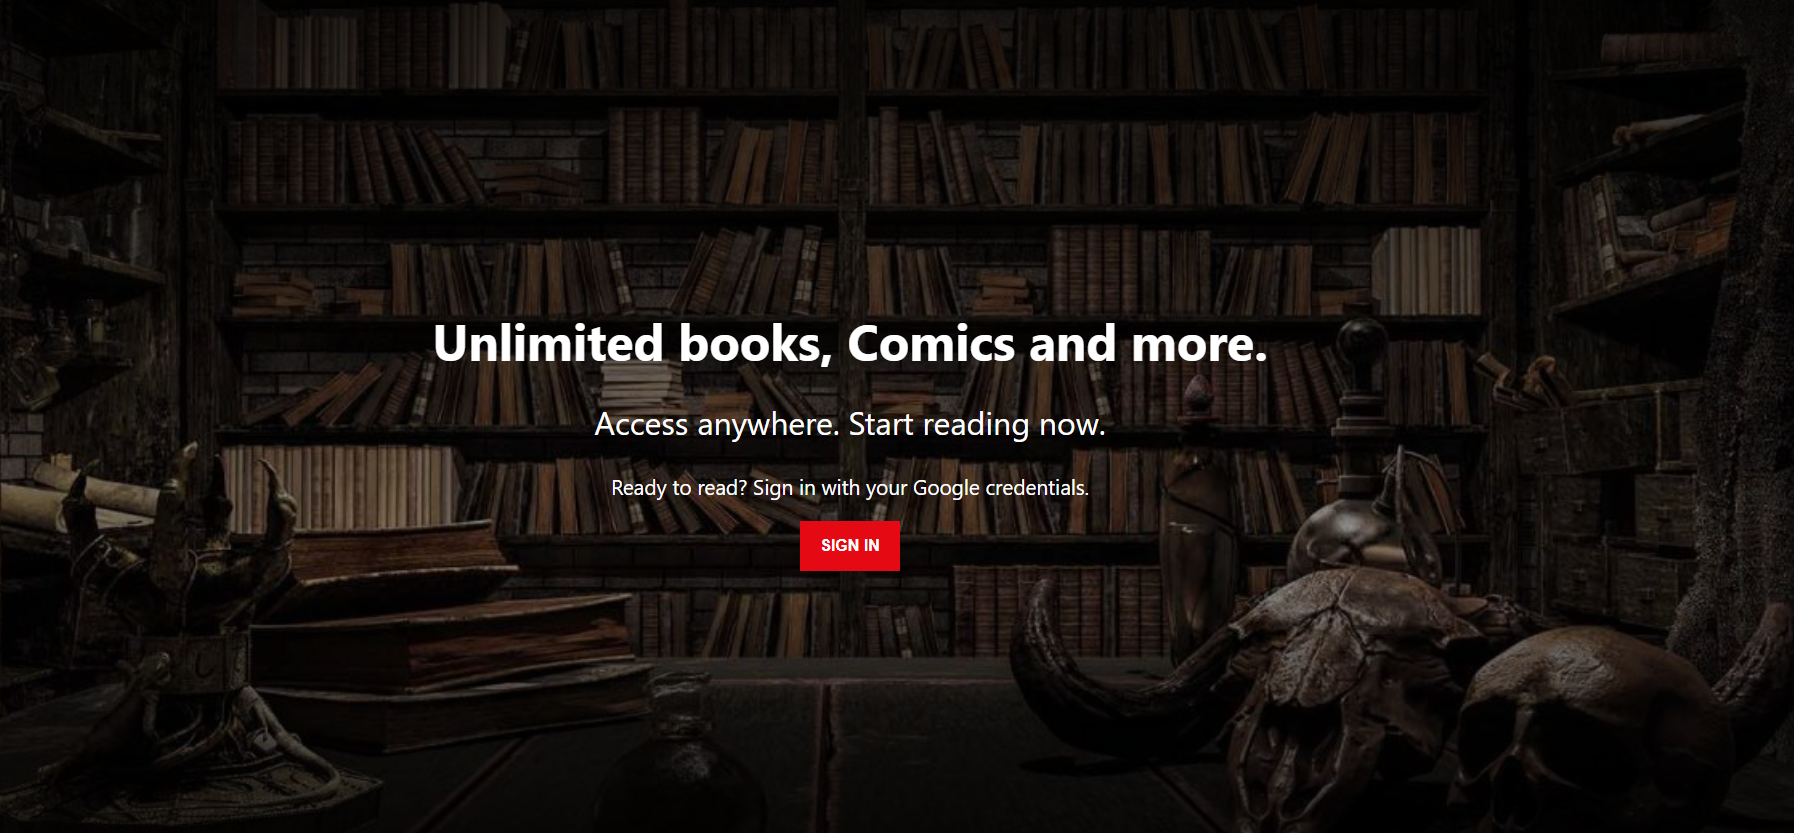 Unlimited books, Comics and more.
Access anywhere. Start reading now.
Ready to read? Sign in with your Google credentials.
SIGN IN